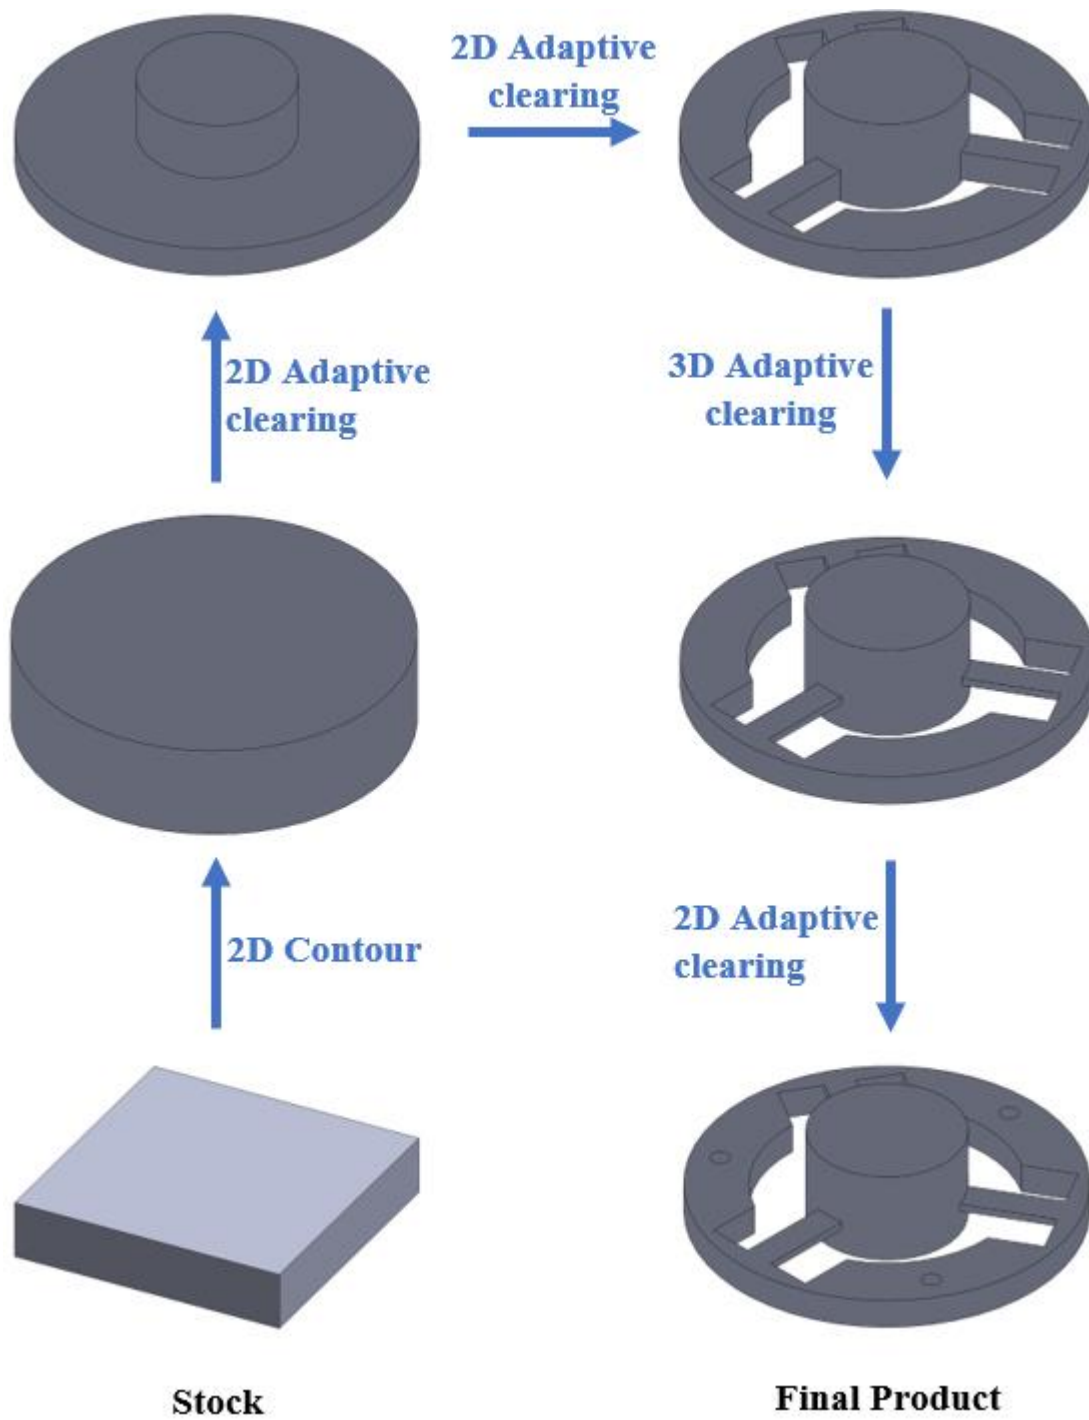 2D Adaptive
clearing
2D Adaptive
clearing
3D Adaptive
clearing
2D Contour
2D Adaptive
clearing
Stock
Final Product